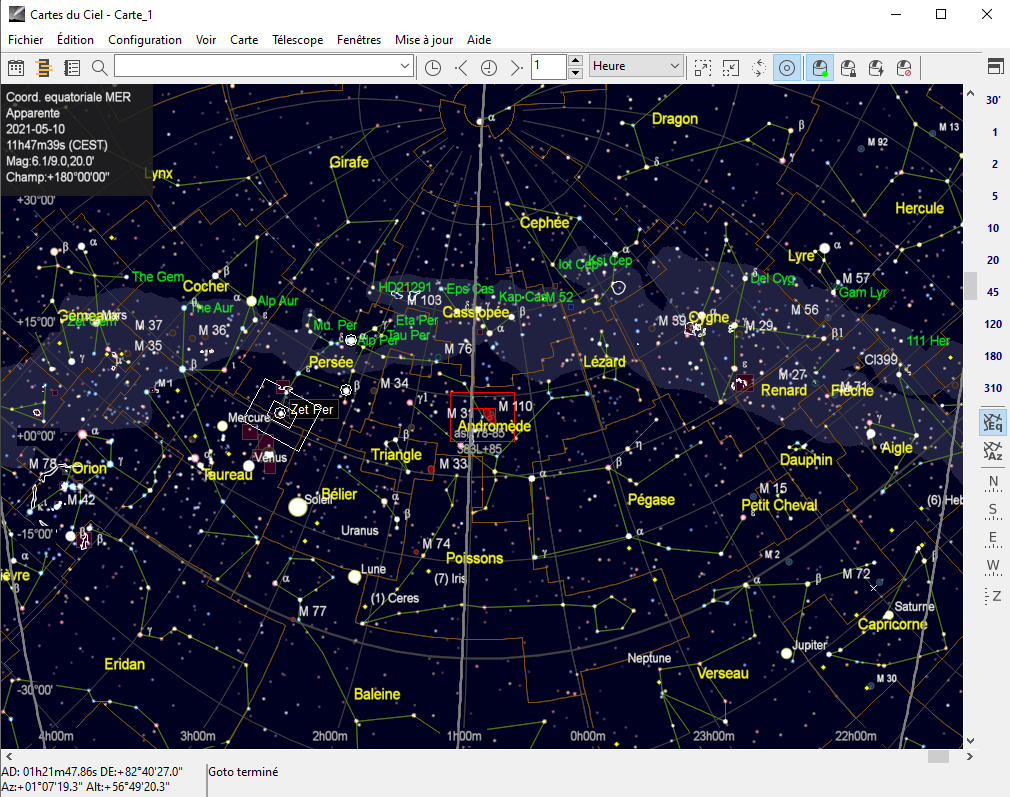 Cartes du Ciel - Carte_1
Fichier Édition Configuration Voir Carte Télescope Fenêtres Mise à jour Aide
1 Heure
Coord. equatoriale MER
Apparente
2021-05-10
11h47m39s (CEST)
Mag:6.1/9.0,20.0'
Champ:+180°00'00"
30'
1
2
5
10
20
45
120
180
310
Eq
Az
N
S
E
W
Z
α
Dragon
β
M 13
M 92
Girafe
δ
Lynx
+30°00'
Hercule
Cephée
β α
α
Lyre
Iot Cep
Ksi Cep
The Gem
β
Cocher
HD21291
Eps Cas
Del Cyg
M 57
Gam Lyr
Alp Aur
M 103
Kap Cas
M 52
The Aur
Cassiopée
M 56
Gémeaux
Mars
+15°00'
M 37
Mu. Per
Eta Per
Tau Per
M 39
Cygne
M 29
M 36
Alp Per
M 35
M 76
111 Her
Persée
Lézard
Cl399
M 1
M 34
M 27
M 71
Renard
Flèche
β
γ1
M 31
M 110
Zet Per
Mercure
Andromède
+00°00'
asc178-85
383L+85
Aigle
Triangle
M 33
Vénus
Dauphin
M 78
Orion
Taureau
M 42
Bélier
Soleil
Pégase
M 15
Petit Cheval
-15°00'
Uranus
M 74
Poissons
M 2
Lune
(7) Iris
M 72
(1) Ceres
M 77
Saturne
Capricorne
Jupiter
Eridan
Neptune
Verseau
M 30
-30°00'
Baleine
4h00m 3h00m 2h00m 1h00m 0h00m 23h00m 22h00m
AD: 01h21m47.86s DE:+82°40'27.0" Goto terminé
Az:+01°07'19.3" Alt:+56°49'20.3"